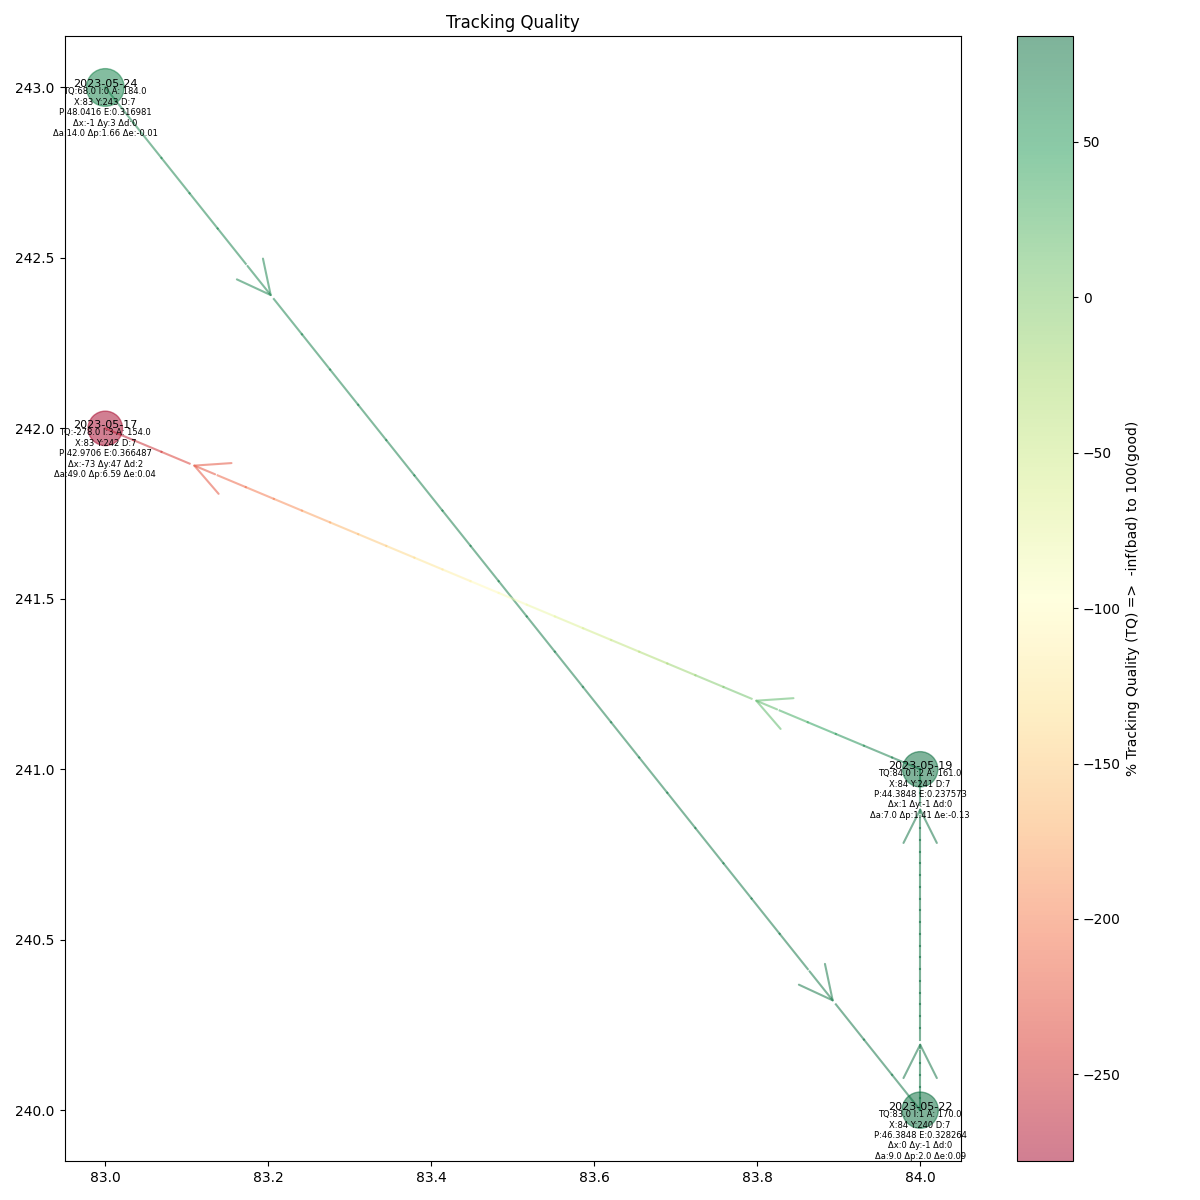 Tracking Quality
243.0
242.5
242.0
241.5
241.0
240.5
240.0
83.0
83.2
83.4
83.6
83.8
84.0
2023-05-24
TQ:68.0 I:0 A: 184.0
X:83 Y:243 D:7
P:48.0416 E:0.316981
Δx:-1 Δy:3 Δd:0
Δa:14.0 Δp:1.66 Δe:-0.01
2023-05-17
TQ:-278.0 I:3 A: 154.0
X:83 Y:242 D:7
P:42.9706 E:0.366487
Δx:-73 Δy:47 Δd:2
Δa:49.0 Δp:6.59 Δe:0.04
2023-05-19
TQ:84.0 I:2 A: 161.0
X:84 Y:241 D:7
P:44.3848 E:0.237573
Δx:1 Δy:-1 Δd:0
Δa:7.0 Δp:1.41 Δe:-0.13
2023-05-22
TQ:83.0 I:1 A: 170.0
X:84 Y:240 D:7
P:46.3848 E:0.328264
Δx:0 Δy:-1 Δd:0
Δa:9.0 Δp:2.0 Δe:0.09
50
0
−50
−100
−150
−200
−250
% Tracking Quality (TQ) => -inf(bad) to 100(good)